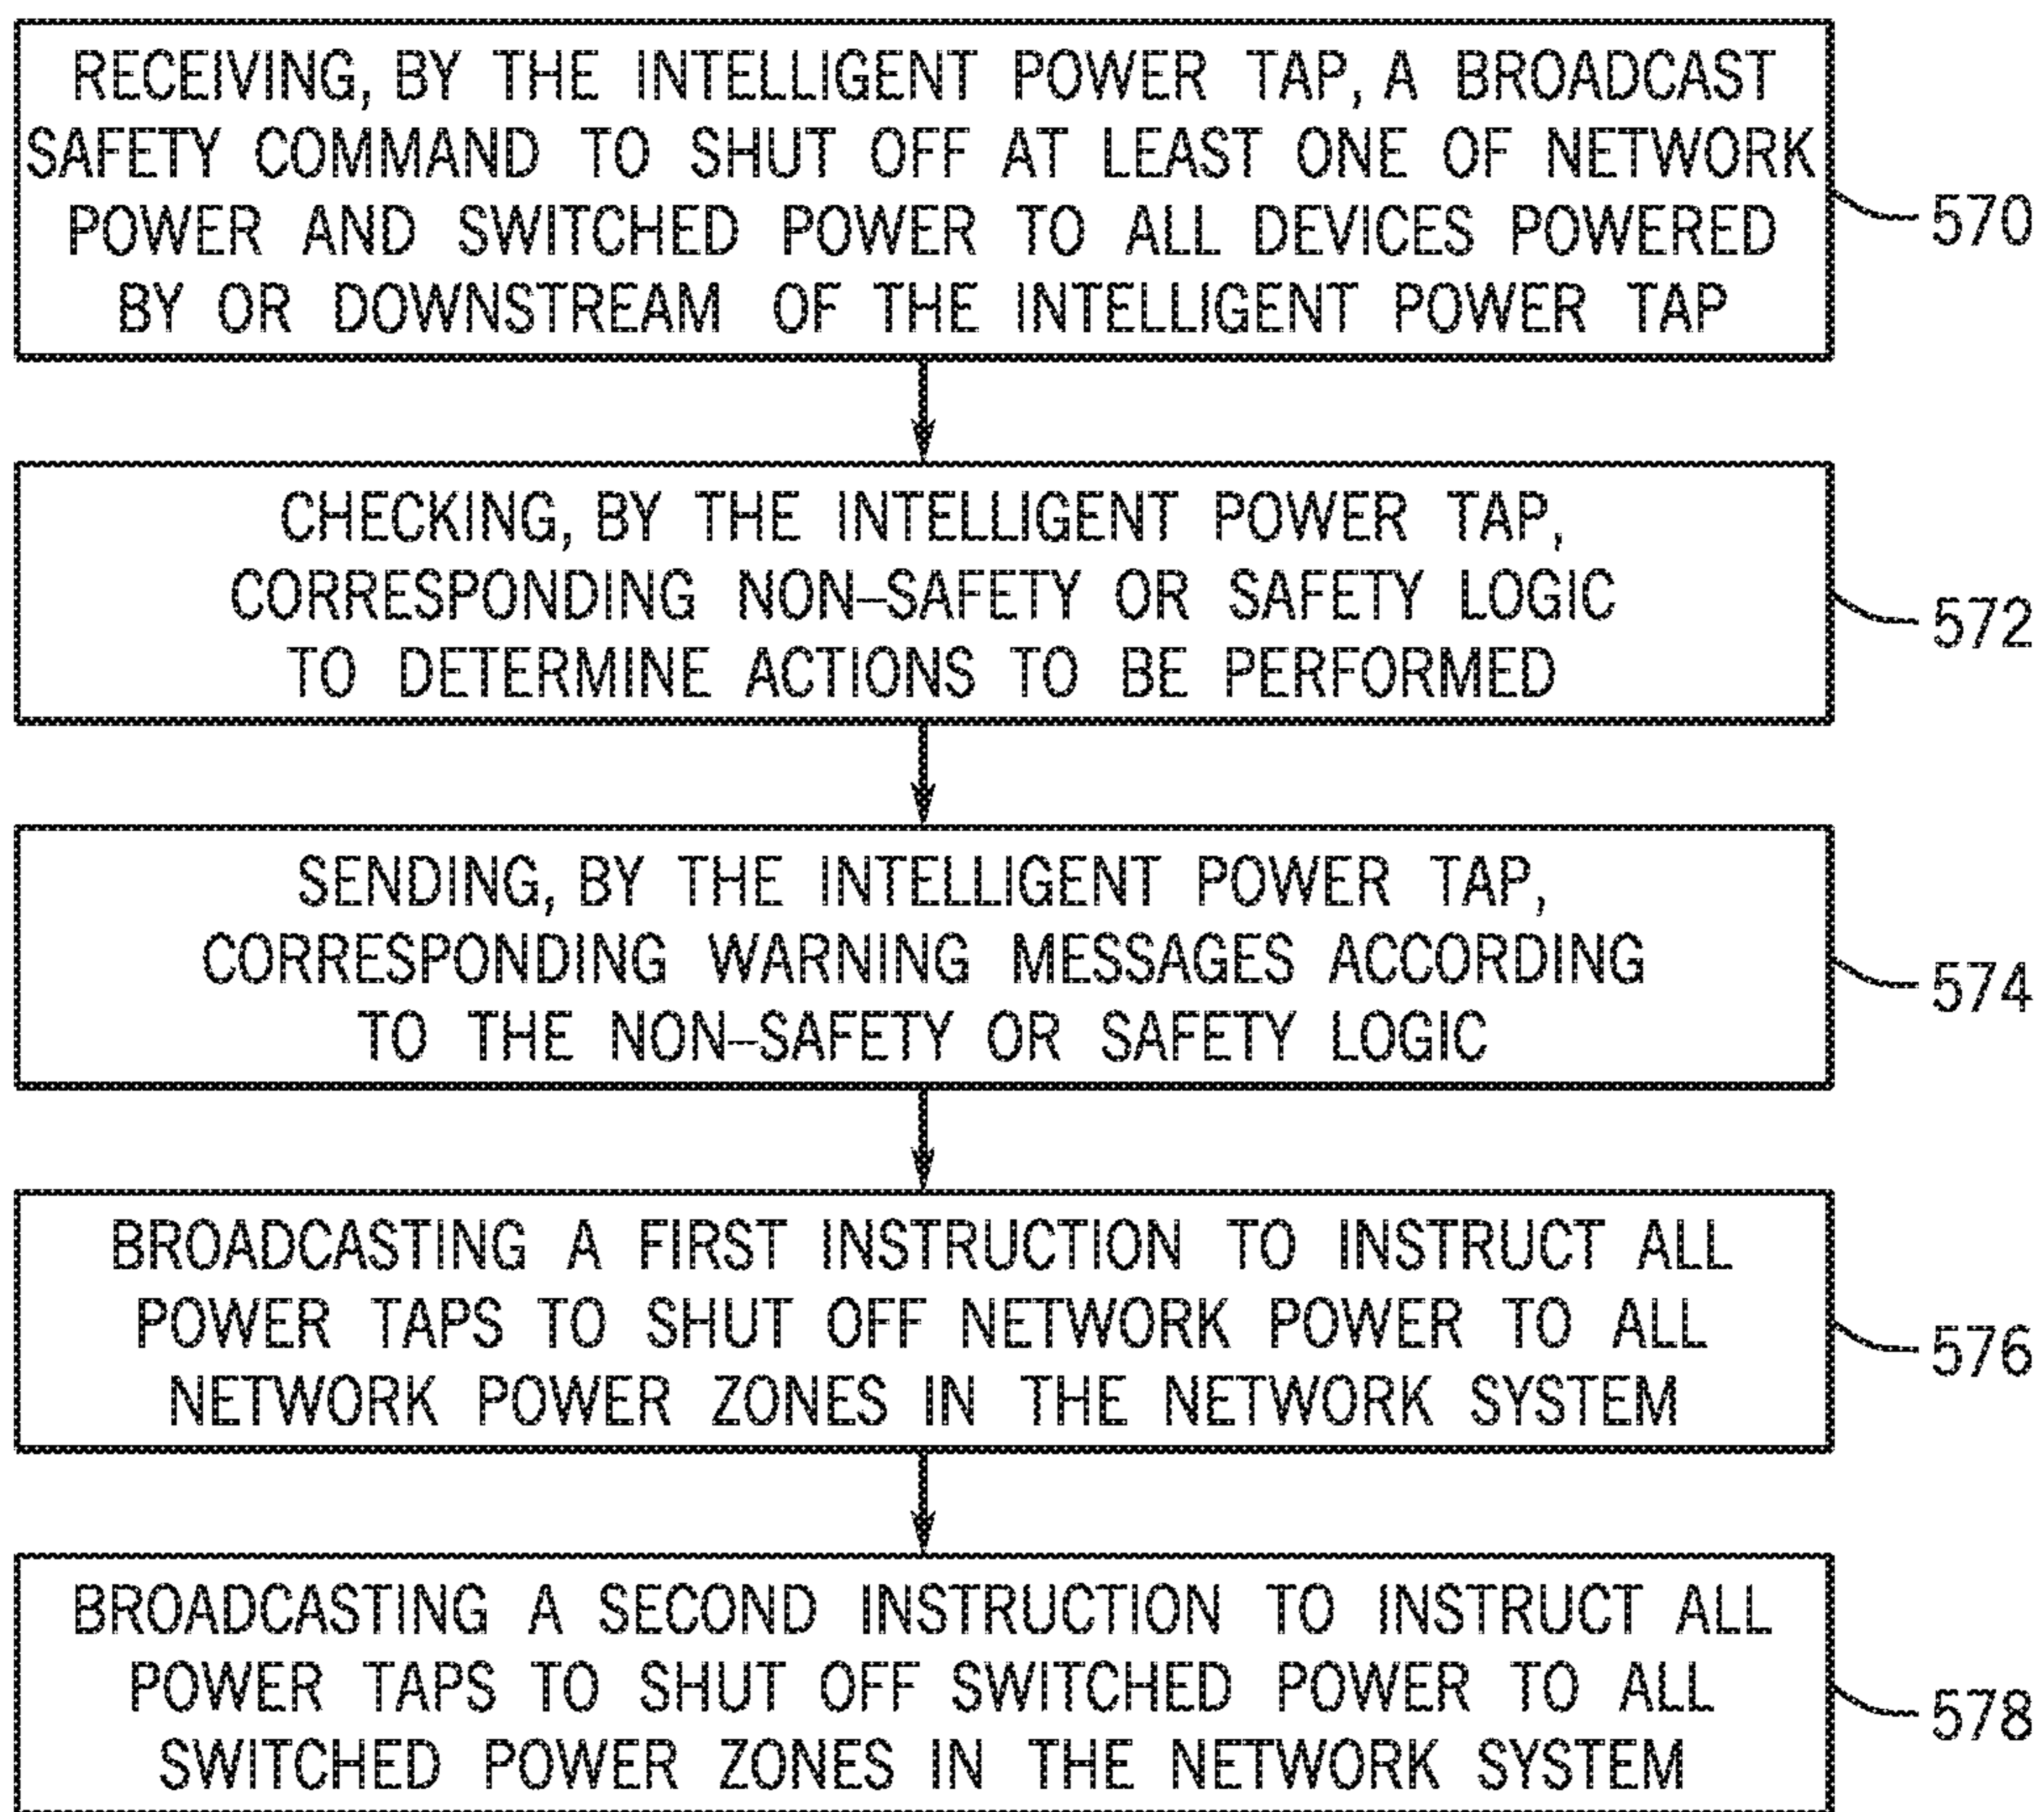 RECEIVING, BY THE INTELLIGENT POWER TAP, A BROADCAST
SAFETY COMMAND TO SHUT OFF AT LEAST ONE OF NETWORK
POWER AND SWITCHED POWER TO ALL DEVICES POWERED
BY OR DOWNSTREAM OF THE INTELLIGENT POWER TAP
570
CHECKING, BY THE INTELLIGENT POWER TAP,
CORRESPONDING NON-SAFETY OR SAFETY LOGIC
TO DETERMINE ACTIONS TO BE PERFORMED
572
SENDING, BY THE INTELLIGENT POWER TAP,
CORRESPONDING WARNING MESSAGES ACCORDING
TO THE NON-SAFETY OR SAFETY LOGIC
574
BROADCASTING A FIRST INSTRUCTION TO INSTRUCT ALL
POWER TAPS TO SHUT OFF NETWORK POWER TO ALL
NETWORK POWER ZONES IN THE NETWORK SYSTEM
576
BROADCASTING A SECOND INSTRUCTION TO INSTRUCT ALL
POWER TAPS TO SHUT OFF SWITCHED POWER TO ALL
SWITCHED POWER ZONES IN THE NETWORK SYSTEM
578